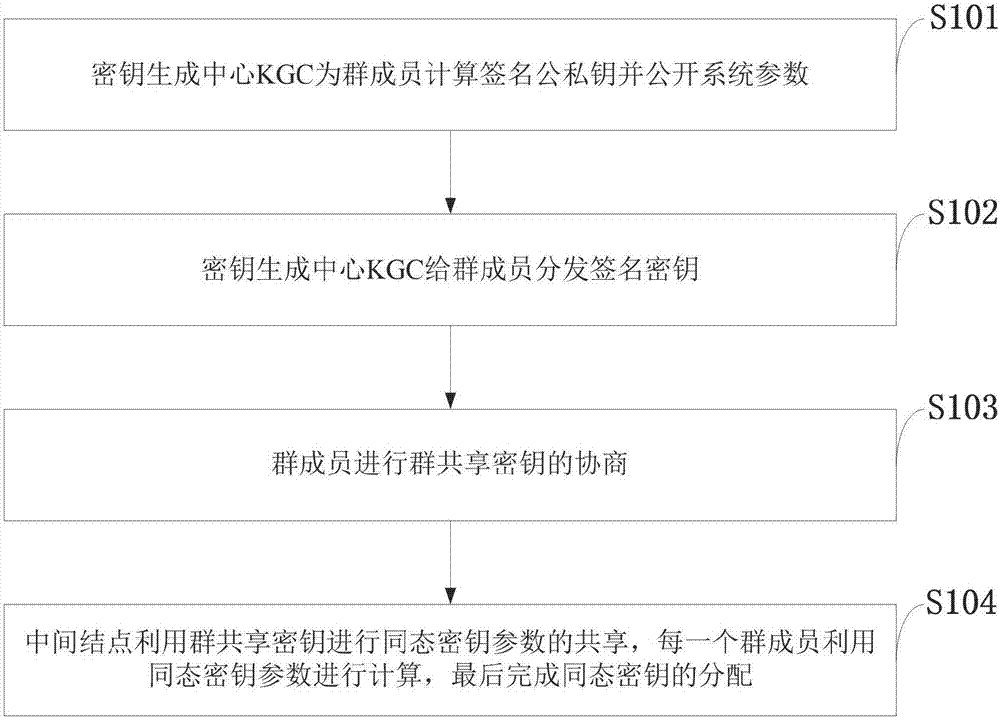 S101
密钥生成中心KGC为群成员计算签名公私钥并公开系统参数
S102
密钥生成中心KGC给群成员分发签名密钥
S103
群成员进行群共享密钥的协商
S104
中间结点利用群共享密钥进行同态密钥参数的共享，每一个群成员利用
同态密钥参数进行计算，最后完成同态密钥的分配